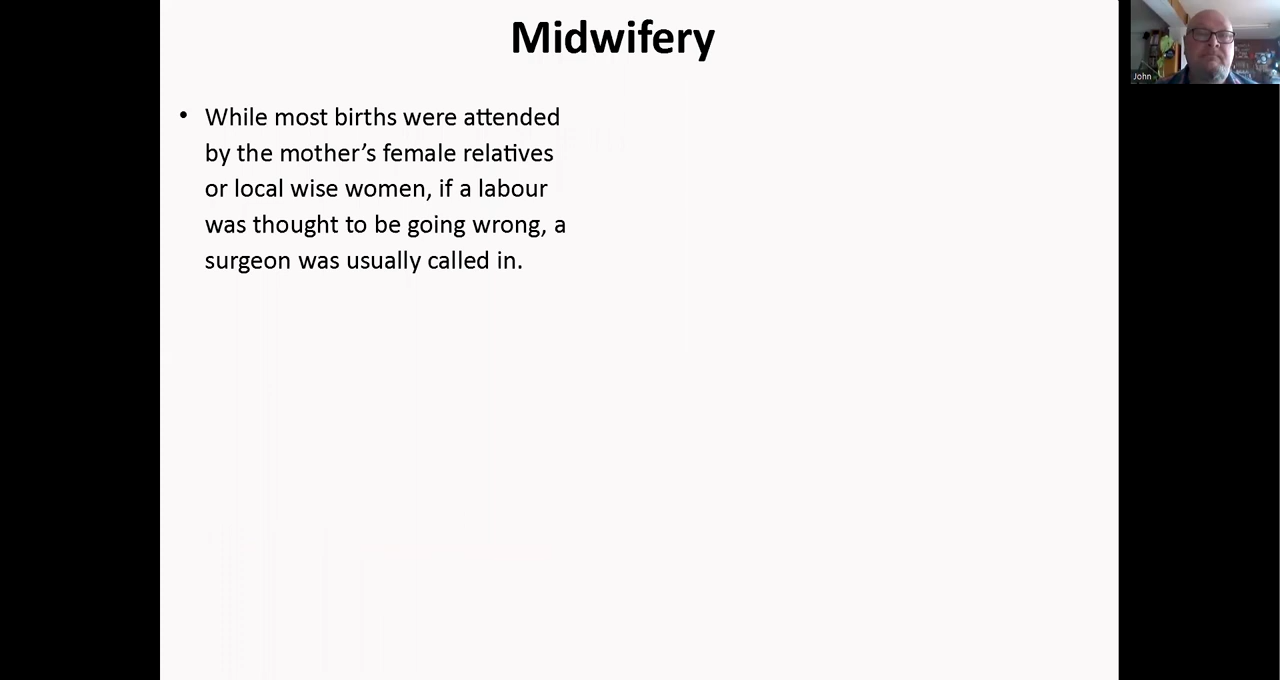 Midwifery
John
• While most births were attended
by the mother’s female relatives
or local wise women, if a labour
was thought to be going wrong, a
surgeon was usually called in.